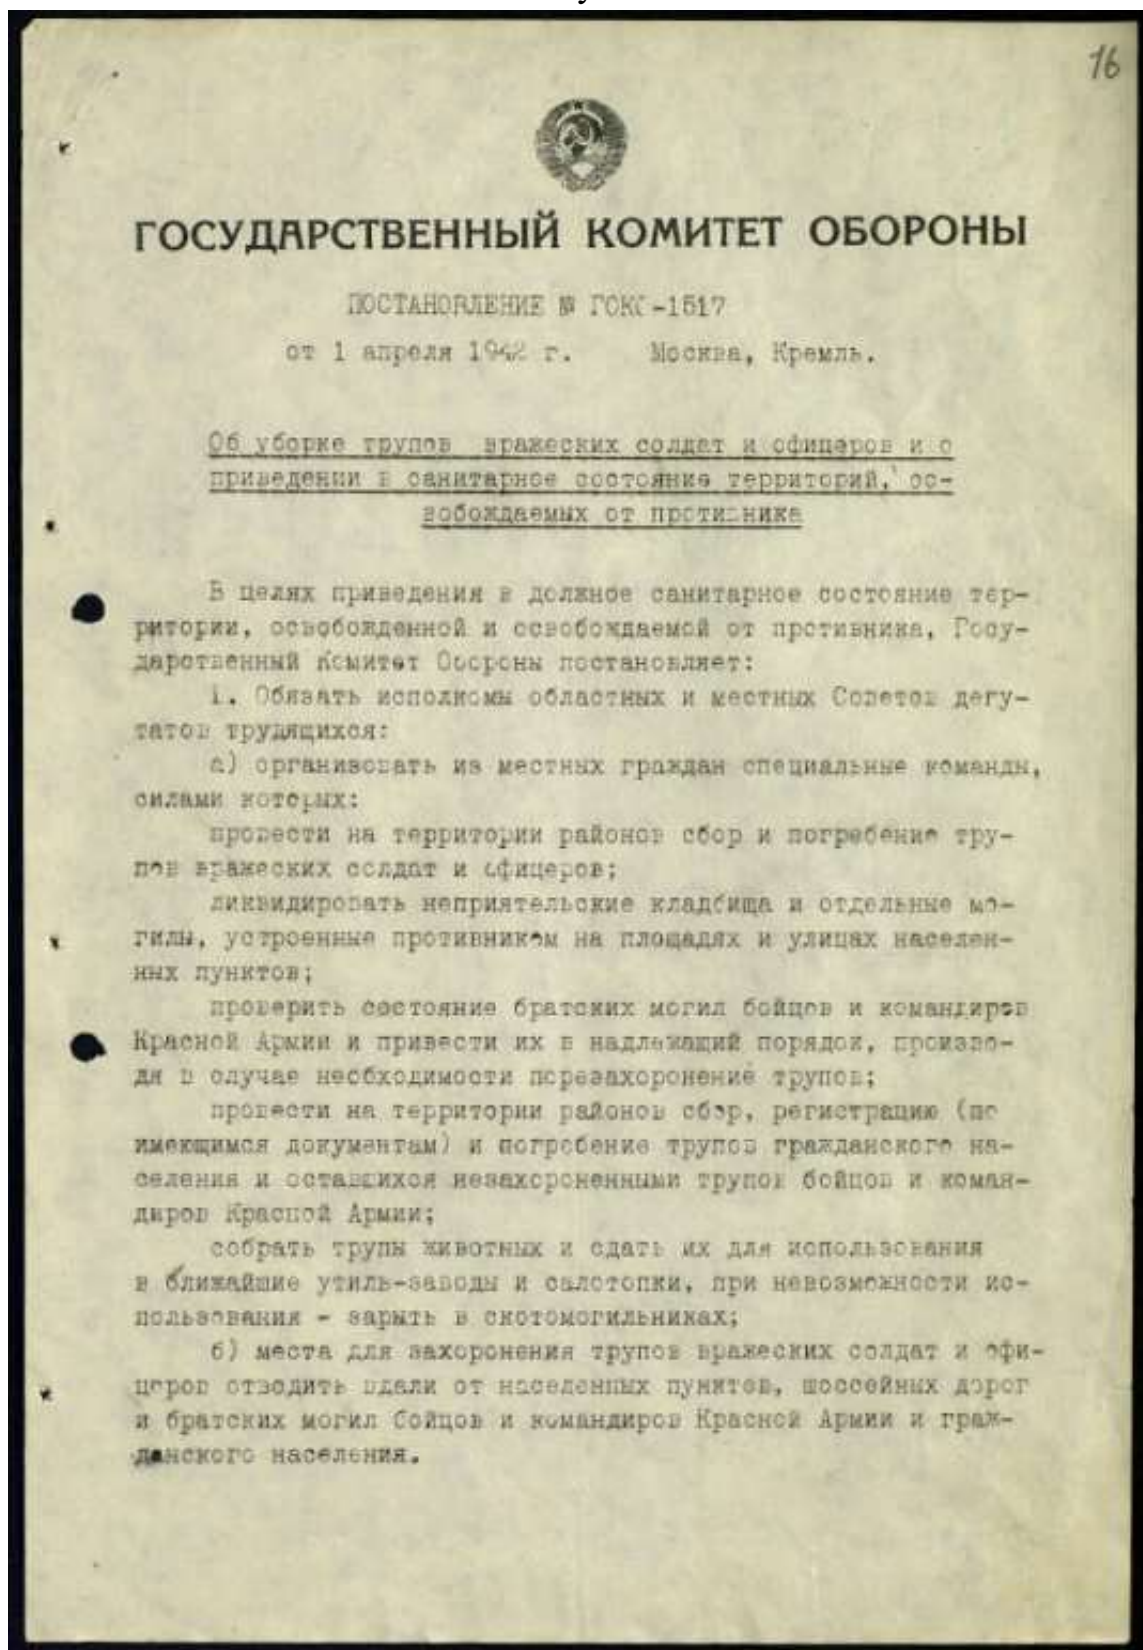 16
ГОСУДАРСТВЕННЫЙ КОМИТЕТ ОБОРОНЫ
ПОСТАНОВЛЕНИЕ № ГОКО-1517
от 1 апреля 1942 г. Москва, Кремль.
Об уборке трупов вражеских солдат и офицеров и о
приведении в санитарное состояние территорий, ос-
вобождаемых от противника
В целях приведения в должное санитарное состояние тер-
ритории, освобожденной и освобождаемой от противника, Госу-
дарственный Комитет Обороны постановляет:
1. Обязать исполкомы областных и местных Советов депу-
татов трудящихся:
а) организовать из местных граждан специальные команды,
силами которых:
провести на территории районов сбор и погребение тру-
пов вражеских солдат и офицеров;
ликвидировать неприятельские кладбища и отдельные мо-
гилы, устроенные противником на площадях и улицах населен-
ных пунктов;
проверить состояние братских могил бойцов и командиров
Красной Армии и привести их в надлежащий порядок, произво-
дя в случае необходимости перезахоронение трупов;
провести на территории районов сбор, регистрацию (по
имеющимся документам) и погребение трупов гражданского на-
селения и оставшихся незахороненными трупов бойцов и коман-
диров Красной Армии;
собрать трупы животных и сдать их для использования
в ближайшие утиль-заводы и салотопки, при невозможности ис-
пользования - зарыть в скотомогильниках;
б) места для захоронения трупов вражеских солдат и офи-
церов отводить вдали от населенных пунктов, шоссейных дорог
и братских могил бойцов и командиров Красной Армии и граж-
данского населения.